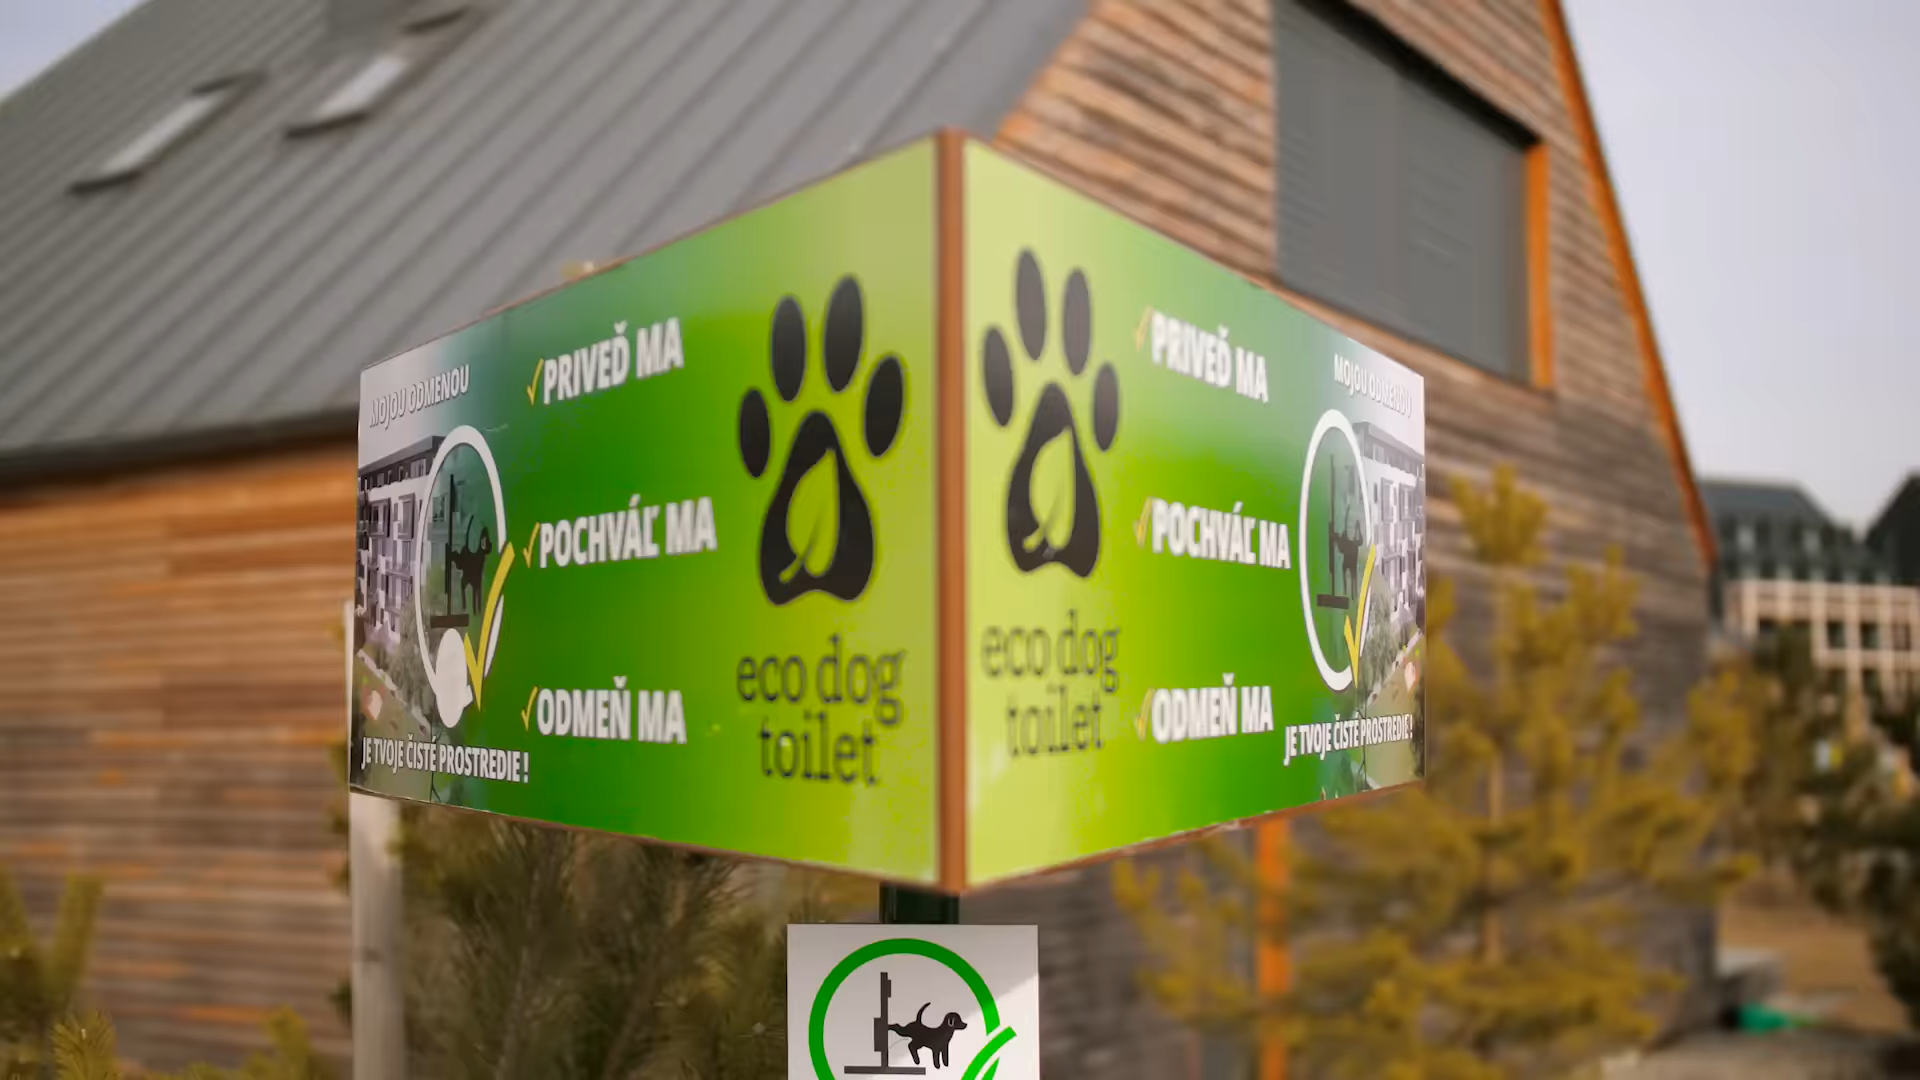 MOJOU ODMENOU
PRIVEĎ MA
POCHVÁĽ MA
ODMEŇ MA
JE TVOJE ČISTÉ PROSTREDIE!
eco dog
toilet
eco dog
toilet
PRIVEĎ MA
POCHVÁĽ MA
ODMEŇ MA
MOJOU ODMENOU
JE TVOJE ČISTÉ PROSTREDIE!